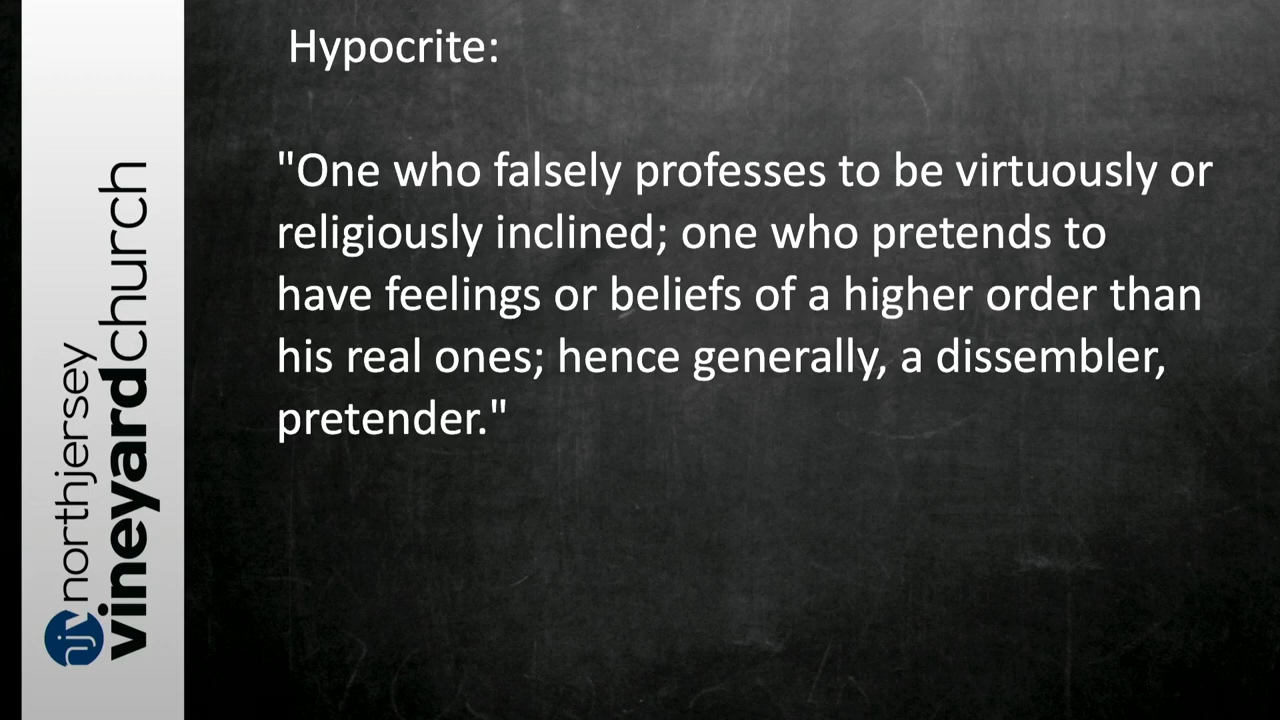 Hypocrite:
"One who falsely professes to be virtuously or
religiously inclined; one who pretends to
have feelings or beliefs of a higher order than
his real ones; hence generally, a dissembler,
pretender."
njv
northjersey
vineyardchurch